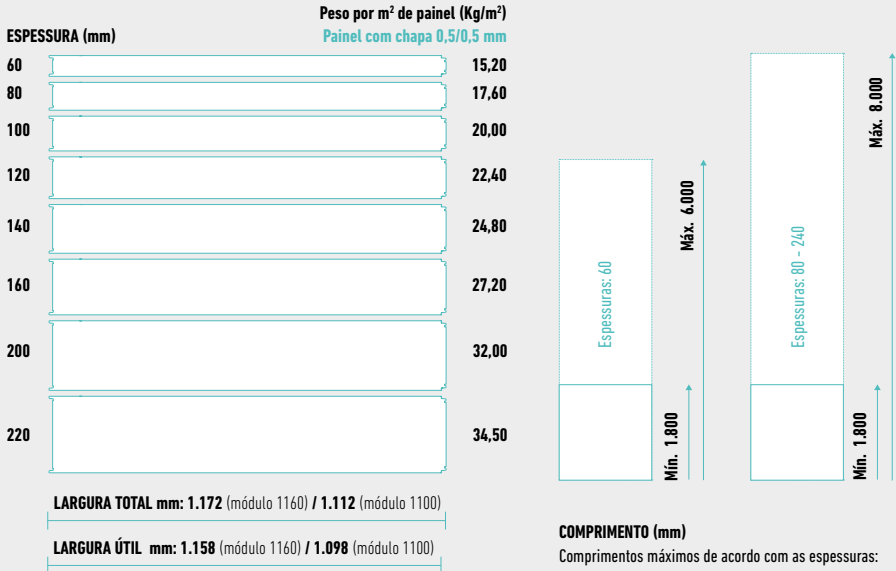 Peso por m² de painel (Kg/m²)
ESPESSURA (mm) Painel com chapa 0,5/0,5 mm
60 15,20
80 17,60
100 20,00
120 22,40
140 24,80
160 27,20
200 32,00
220 34,50
LARGURA TOTAL mm: 1.172 (módulo 1160) / 1.112 (módulo 1100)
LARGURA ÚTIL mm: 1.158 (módulo 1160) / 1.098 (módulo 1100)
Espessuras: 60
Máx. 6.000
Mín. 1.800
Espessuras: 80 - 240
Máx. 8.000
Mín. 1.800
COMPRIMENTO (mm)
Comprimentos máximos de acordo com as espessuras: